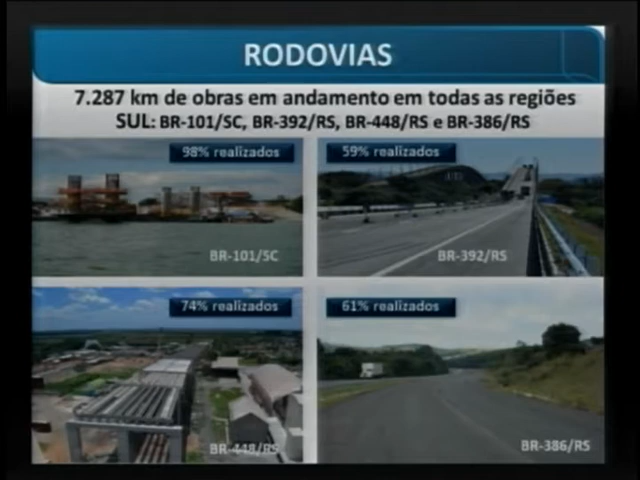 RODOVIAS
7.287 km de obras em andamento em todas as regiões
SUL: BR-101/SC, BR-392/RS, BR-448/RS e BR-386/RS
98% realizados
59% realizados
BR-101/SC
BR-392/RS
74% realizados
61% realizados
BR-448/RS
BR-386/RS